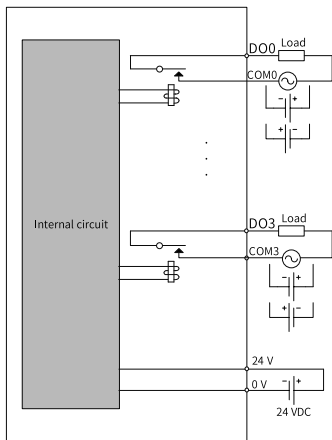 DO0
Load
COM0
- +
+ -
Internal circuit
DO3
Load
COM3
- +
+ -
24 V
0 V
- +
24 VDC